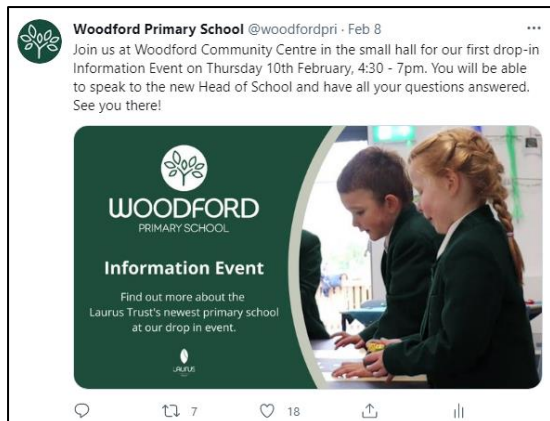 Woodford Primary School @woodfordpri · Feb 8
Join us at Woodford Community Centre in the small hall for our first drop-in
Information Event on Thursday 10th February, 4:30 - 7pm. You will be able
to speak to the new Head of School and have all your questions answered.
See you there!
WOODFORD
PRIMARY SCHOOL
Information Event
Find out more about the
Laurus Trust's newest primary school
at our drop in event.
LAURUS
7
18